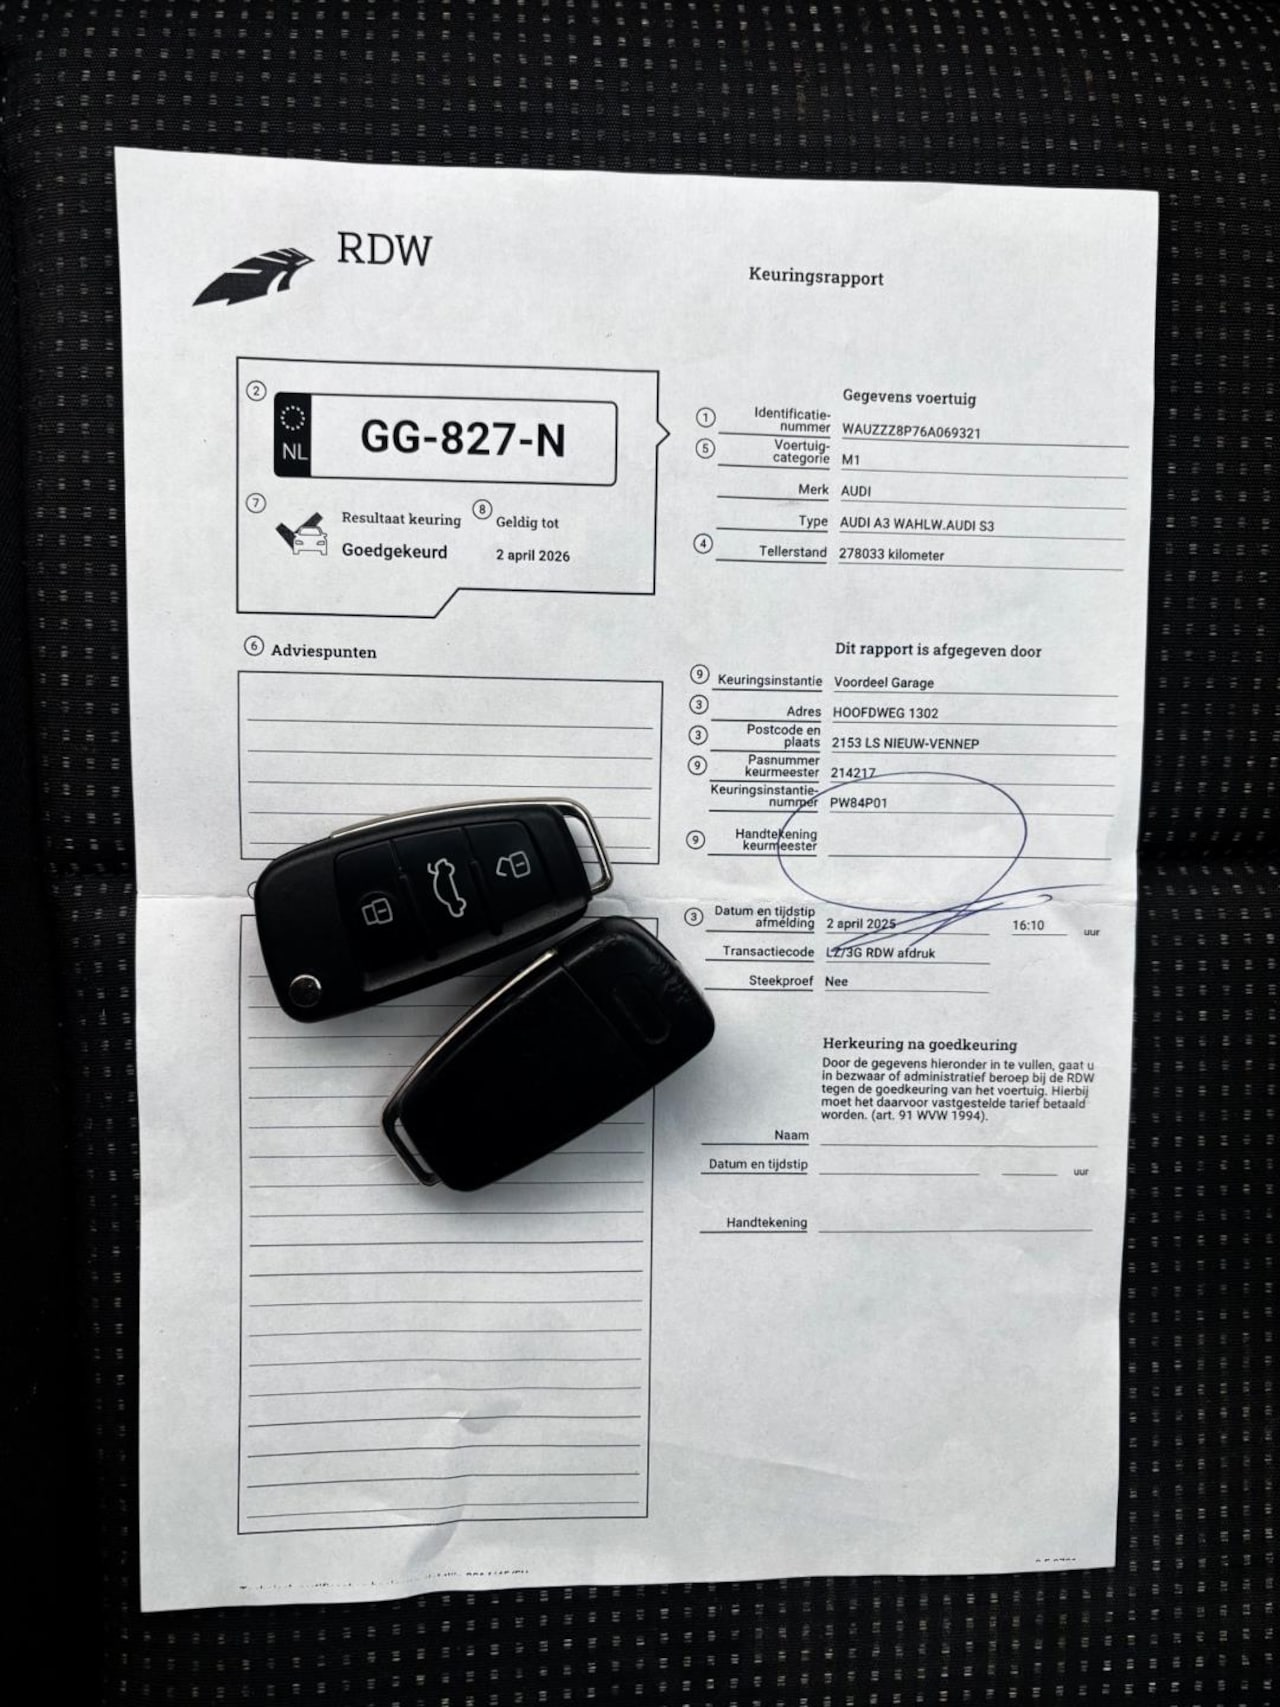 RDW
Keuringsrapport
2
NL
GG-827-N
7
Resultaat keuring
Goedgekeurd
8
Geldig tot
2 april 2026
Gegevens voertuig
1 Identificatie-
nummer WAUZZZ8P76A069321
5 Voertuig-
categorie M1
Merk AUDI
Type AUDI A3 WAHLW.AUDI S3
4 Tellerstand 278033 kilometer
6 Adviespunten
Dit rapport is afgegeven door
9 Keuringsinstantie Voordeel Garage
3 Adres HOOFDWEG 1302
3 Postcode en
plaats 2153 LS NIEUW-VENNEP
9 Pasnummer
keurmeester 214217
Keuringsinstantie-
nummer PW84P01
9 Handtekening
keurmeester
3 Datum en tijdstip
afmelding 2 april 2025 16:10 uur
Transactiecode LZ/3G RDW afdruk
Steekproef Nee
Herkeuring na goedkeuring
Door de gegevens hieronder in te vullen, gaat u
in bezwaar of administratief beroep bij de RDW
tegen de goedkeuring van het voertuig. Hierbij
moet het daarvoor vastgestelde tarief betaald
worden. (art. 91 WVW 1994).
Naam
Datum en tijdstip uur
Handtekening